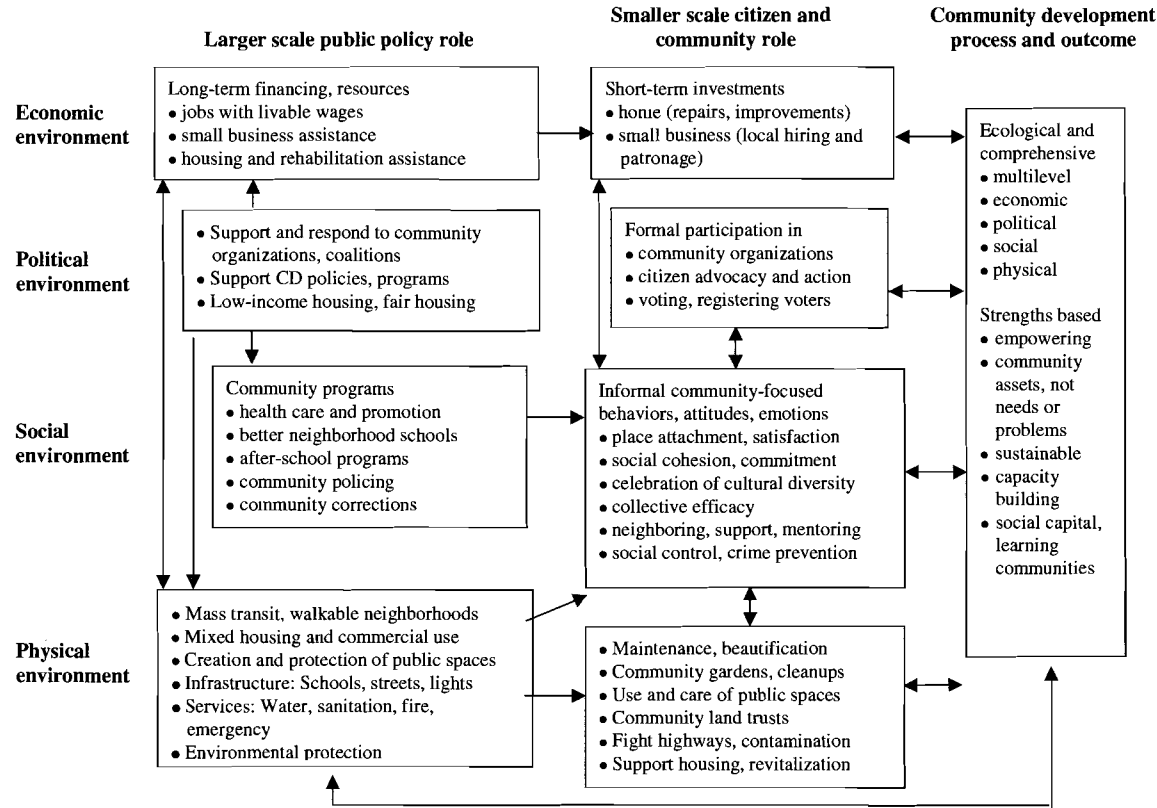 Larger scale public policy role
Smaller scale citizen and
community role
Community development
process and outcome
Economic
environment
Long-term financing, resources
• jobs with livable wages
• small business assistance
• housing and rehabilitation assistance
Short-term investments
• home (repairs, improvements)
• small business (local hiring and
patronage)
Political
environment
• Support and respond to community
organizations, coalitions
• Support CD policies, programs
• Low-income housing, fair housing
Formal participation in
• community organizations
• citizen advocacy and action
• voting, registering voters
Social
environment
Community programs
• health care and promotion
• better neighborhood schools
• after-school programs
• community policing
• community corrections
Informal community-focused
behaviors, attitudes, emotions
• place attachment, satisfaction
• social cohesion, commitment
• celebration of cultural diversity
• collective efficacy
• neighboring, support, mentoring
• social control, crime prevention
Physical
environment
• Mass transit, walkable neighborhoods
• Mixed housing and commercial use
• Creation and protection of public spaces
• Infrastructure: Schools, streets, lights
• Services: Water, sanitation, fire,
emergency
• Environmental protection
• Maintenance, beautification
• Community gardens, cleanups
• Use and care of public spaces
• Community land trusts
• Fight highways, contamination
• Support housing, revitalization
Ecological and
comprehensive
• multilevel
• economic
• political
• social
• physical
Strengths based
• empowering
• community
assets, not
needs or
problems
• sustainable
• capacity
building
• social capital,
learning
communities